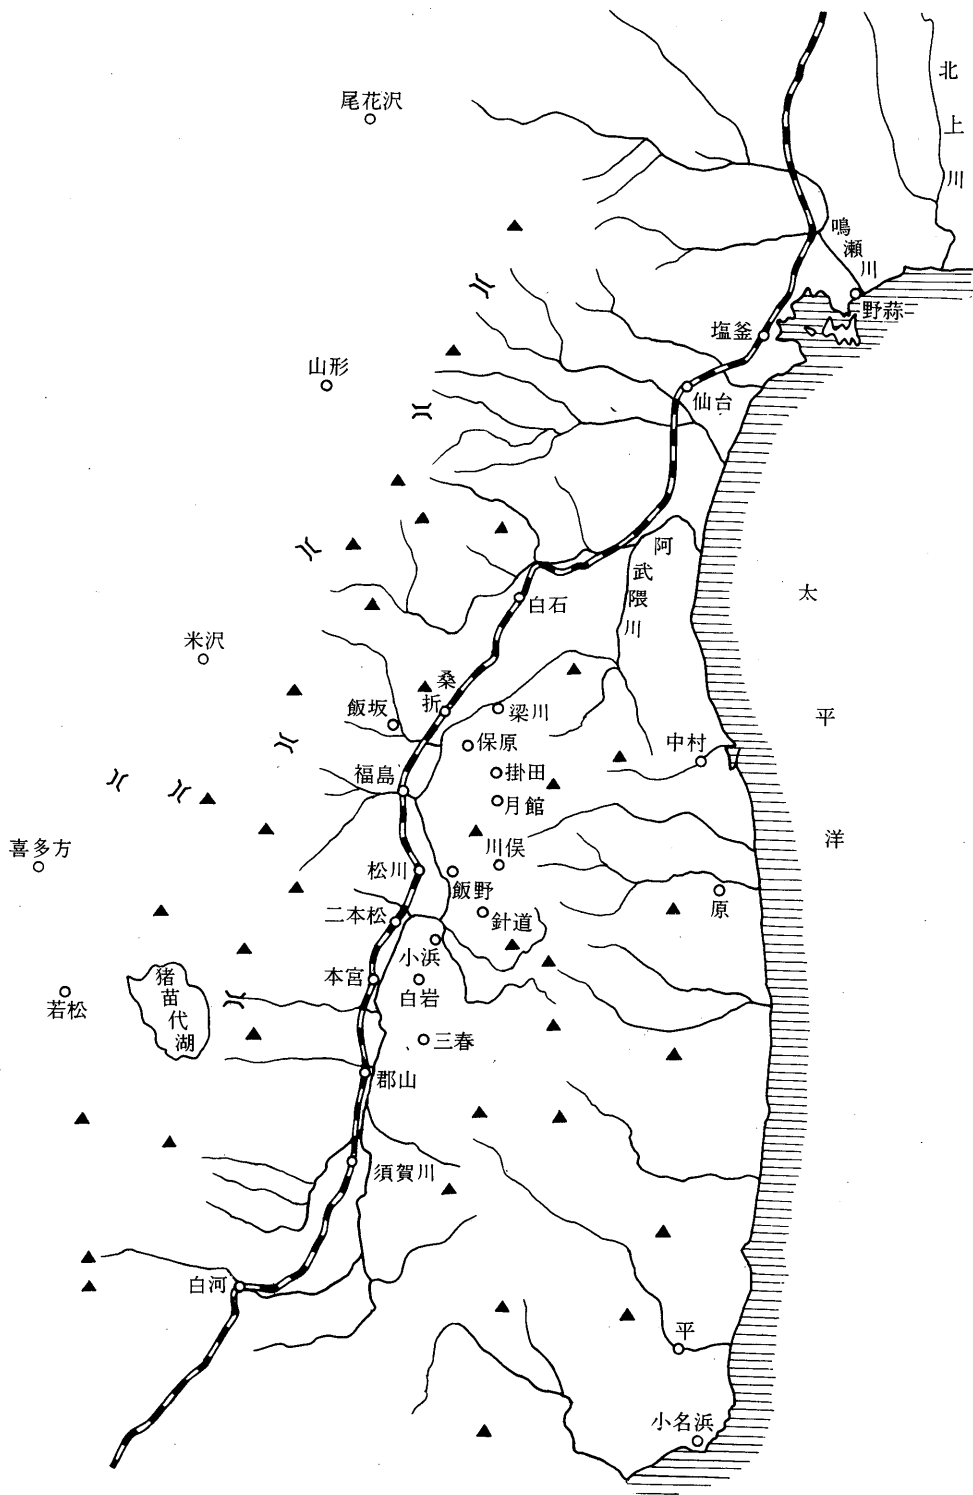 北上川
尾花沢
鳴瀬川
野蒜
塩釜
山形
仙台
阿武隈川
太平洋
白石
米沢
桑折
飯坂
梁川
保原
中村
掛田
福島
月館
喜多方
川俣
松川
飯野
原
二本松
針道
小浜
本宮
猪苗代湖
白岩
若松
三春
郡山
須賀川
白河
平
小名浜